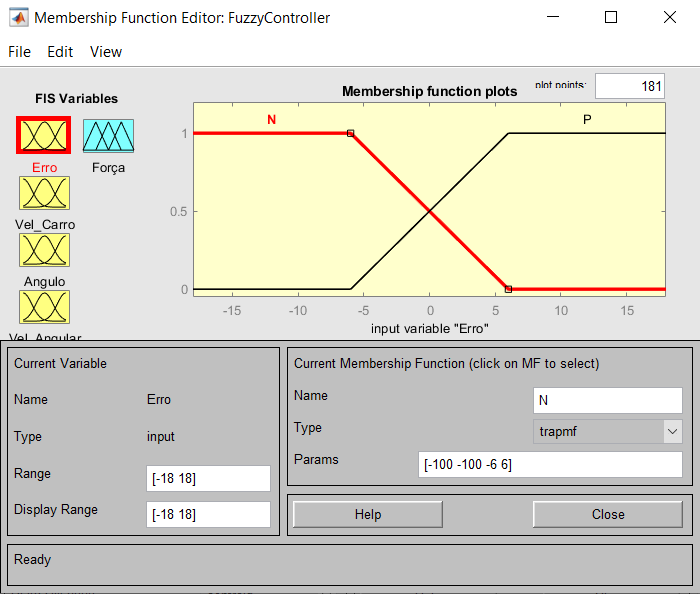 Membership Function Editor: FuzzyController
File Edit View
FIS Variables
Membership function plots
plot points:
181
Erro
Força
Vel_Carro
Angulo
Vel_Angular
N
P
1
0.5
0
-15 -10 -5 0 5 10 15
input variable "Erro"
Current Variable
Name Erro
Type input
Range [-18 18]
Display Range [-18 18]
Current Membership Function (click on MF to select)
Name N
Type trapmf
Params [-100 -100 -6 6]
Help Close
Ready